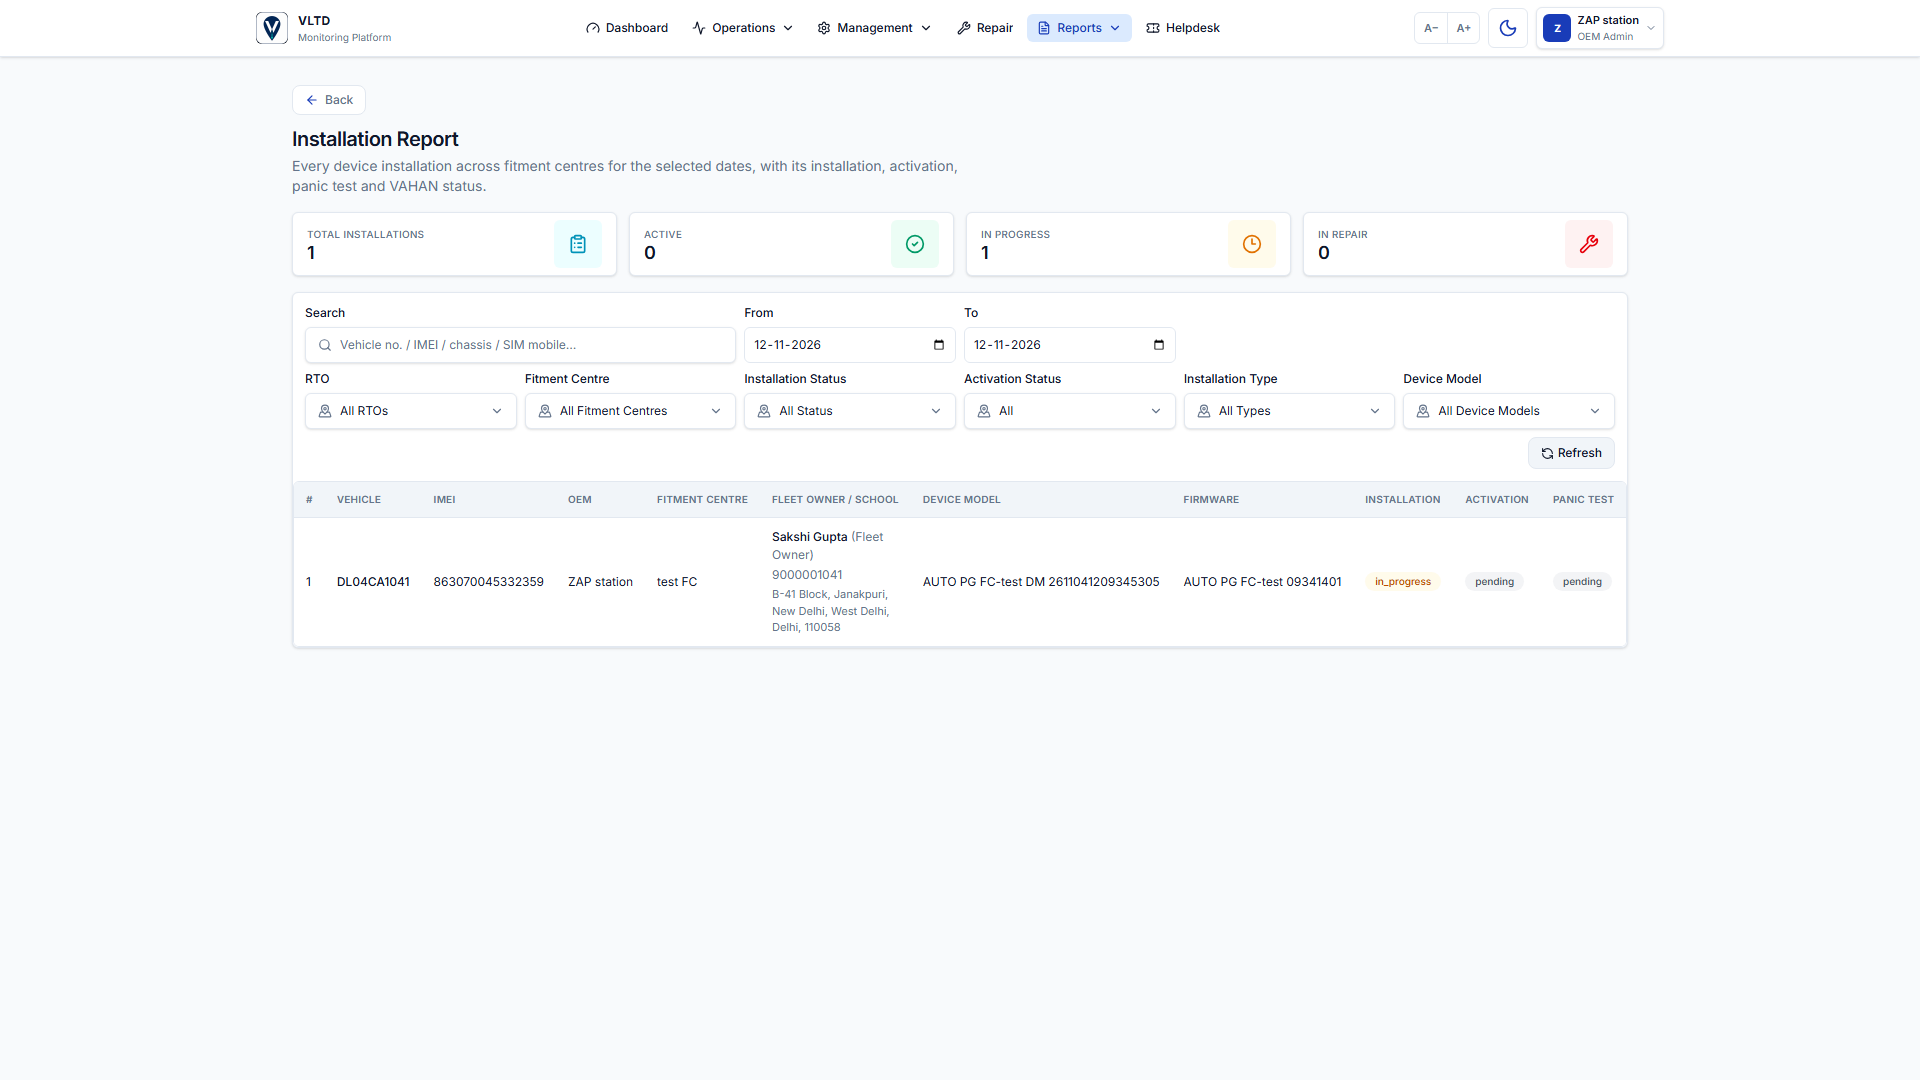 VLTD
Monitoring Platform
Dashboard
Operations
Management
Repair
Reports
Helpdesk
A−
A+
Z
ZAP station
OEM Admin
Back
Installation Report
Every device installation across fitment centres for the selected dates, with its installation, activation,
panic test and VAHAN status.
TOTAL INSTALLATIONS
1
ACTIVE
0
IN PROGRESS
1
IN REPAIR
0
Search
From
To
Vehicle no. / IMEI / chassis / SIM mobile...
12-11-2026
12-11-2026
RTO
Fitment Centre
Installation Status
Activation Status
Installation Type
Device Model
All RTOs
All Fitment Centres
All Status
All
All Types
All Device Models
Refresh
# VEHICLE IMEI OEM FITMENT CENTRE FLEET OWNER / SCHOOL DEVICE MODEL FIRMWARE INSTALLATION ACTIVATION PANIC TEST
1 DL04CA1041 863070045332359 ZAP station test FC
Sakshi Gupta (Fleet
Owner)
9000001041
B-41 Block, Janakpuri,
New Delhi, West Delhi,
Delhi, 110058
AUTO PG FC-test DM 2611041209345305 AUTO PG FC-test 09341401 in_progress pending pending